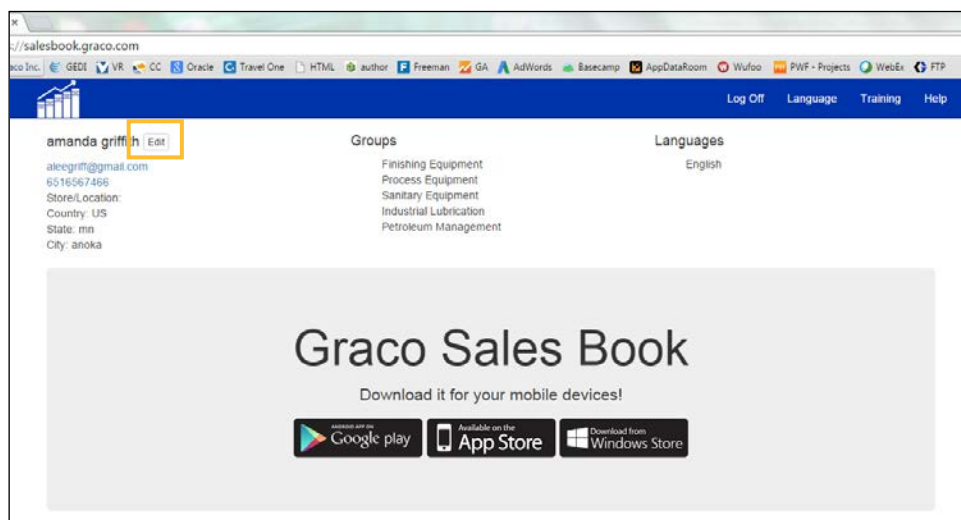 ://salesbook.graco.com
aco Inc. GEDI VR CC Oracle Travel One HTML author Freeman GA AdWords Basecamp AppDataRoom Wufoo PWF - Projects WebEx FTP
Log Off Language Training Help
amanda griffith Edit
aleegriff@gmail.com
6516567466
Store/Location:
Country: US
State: mn
City: anoka
Groups
Finishing Equipment
Process Equipment
Sanitary Equipment
Industrial Lubrication
Petroleum Management
Languages
English
Graco Sales Book
Download it for your mobile devices!
ANDROID APP ON
Google play
Available on the
App Store
Download from
Windows Store